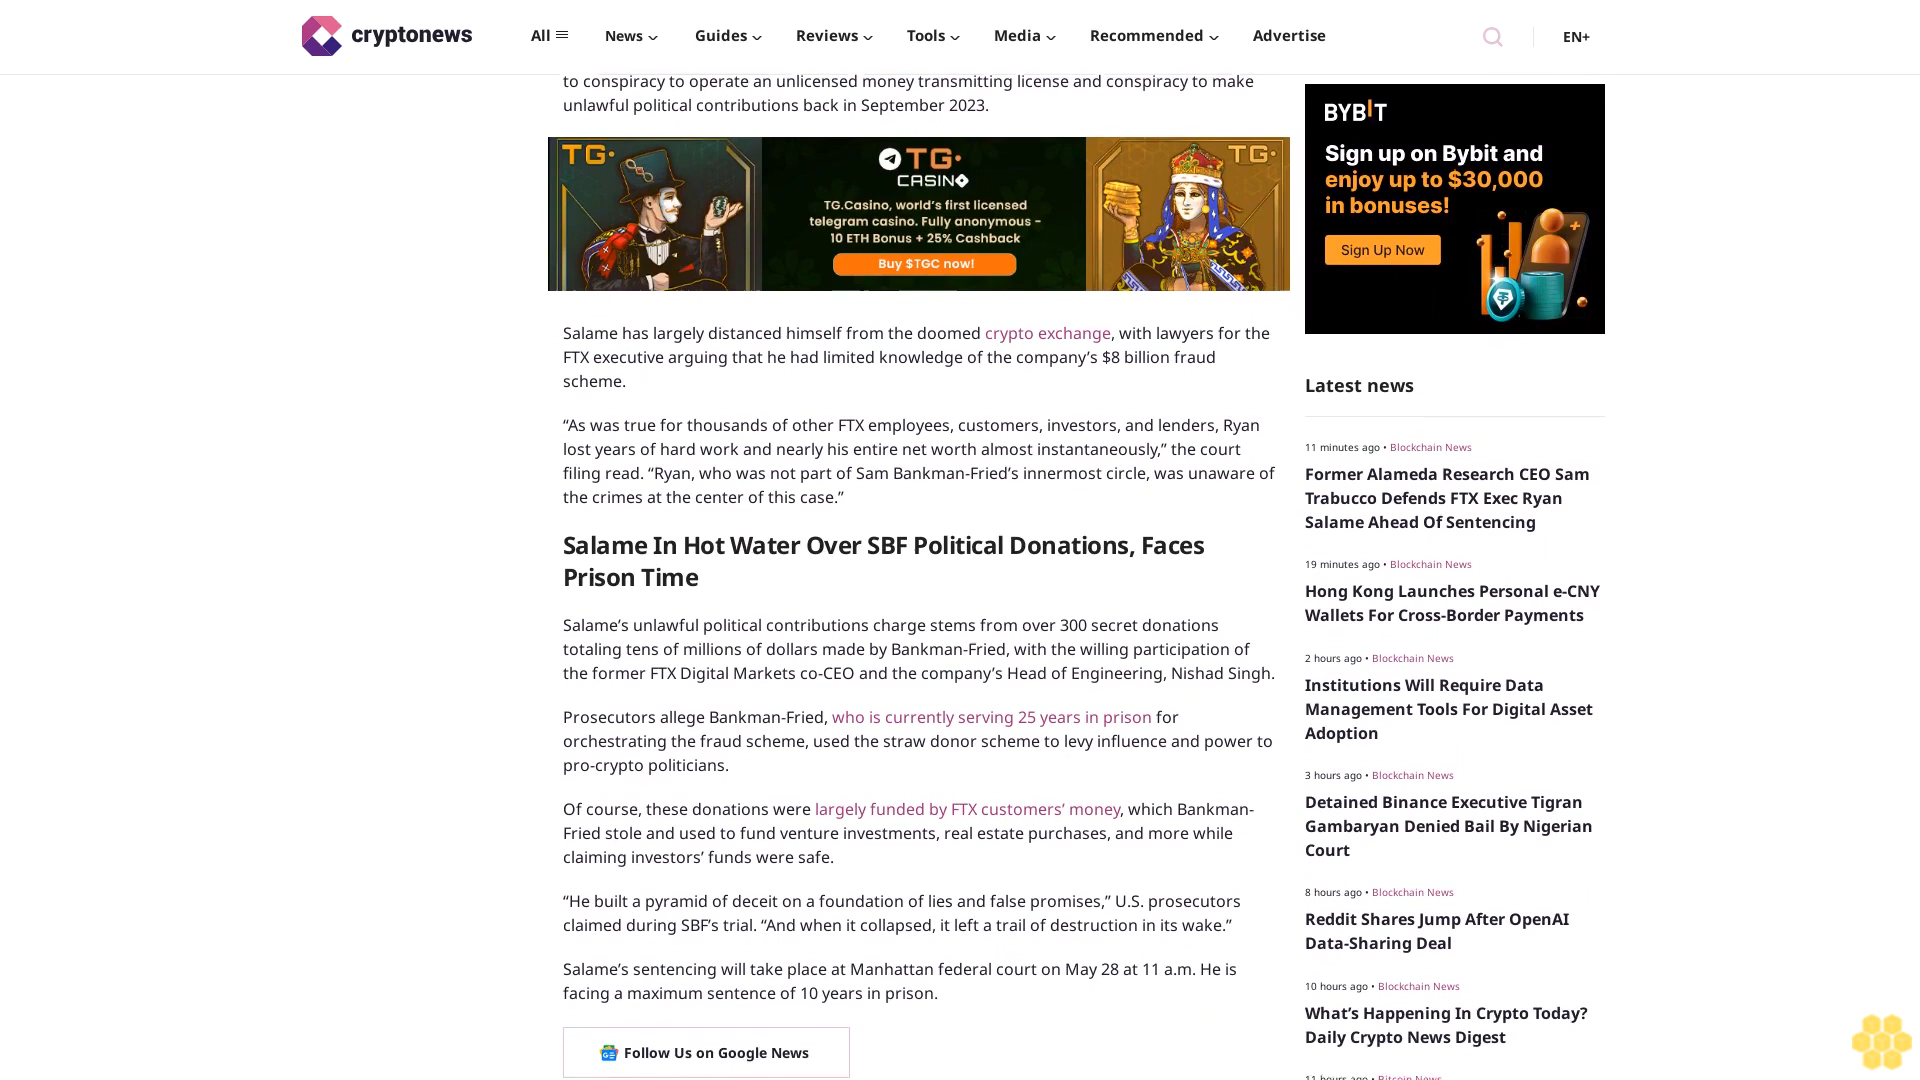 cryptonews
All
News
Guides
Reviews
Tools
Media
Recommended
Advertise
EN+
to conspiracy to operate an unlicensed money transmitting license and conspiracy to make
unlawful political contributions back in September 2023.
TG.
TG.
CASINO
TG.Casino, world's first licensed
telegram casino. Fully anonymous -
10 ETH Bonus + 25% Cashback
Buy $TGC now!
TG.
Salame has largely distanced himself from the doomed crypto exchange, with lawyers for the
FTX executive arguing that he had limited knowledge of the company’s $8 billion fraud
scheme.
“As was true for thousands of other FTX employees, customers, investors, and lenders, Ryan
lost years of hard work and nearly his entire net worth almost instantaneously,” the court
filing read. “Ryan, who was not part of Sam Bankman-Fried’s innermost circle, was unaware of
the crimes at the center of this case.”
Salame In Hot Water Over SBF Political Donations, Faces
Prison Time
Salame’s unlawful political contributions charge stems from over 300 secret donations
totaling tens of millions of dollars made by Bankman-Fried, with the willing participation of
the former FTX Digital Markets co-CEO and the company’s Head of Engineering, Nishad Singh.
Prosecutors allege Bankman-Fried, who is currently serving 25 years in prison for
orchestrating the fraud scheme, used the straw donor scheme to levy influence and power to
pro-crypto politicians.
Of course, these donations were largely funded by FTX customers’ money, which Bankman-
Fried stole and used to fund venture investments, real estate purchases, and more while
claiming investors’ funds were safe.
“He built a pyramid of deceit on a foundation of lies and false promises,” U.S. prosecutors
claimed during SBF’s trial. “And when it collapsed, it left a trail of destruction in its wake.”
Salame’s sentencing will take place at Manhattan federal court on May 28 at 11 a.m. He is
facing a maximum sentence of 10 years in prison.
Follow Us on Google News
BYBIT
Sign up on Bybit and
enjoy up to $30,000
in bonuses!
Sign Up Now
Latest news
11 minutes ago • Blockchain News
Former Alameda Research CEO Sam
Trabucco Defends FTX Exec Ryan
Salame Ahead Of Sentencing
19 minutes ago • Blockchain News
Hong Kong Launches Personal e-CNY
Wallets For Cross-Border Payments
2 hours ago • Blockchain News
Institutions Will Require Data
Management Tools For Digital Asset
Adoption
3 hours ago • Blockchain News
Detained Binance Executive Tigran
Gambaryan Denied Bail By Nigerian
Court
8 hours ago • Blockchain News
Reddit Shares Jump After OpenAI
Data-Sharing Deal
10 hours ago • Blockchain News
What’s Happening In Crypto Today?
Daily Crypto News Digest
11 hours ago • Bitcoin News